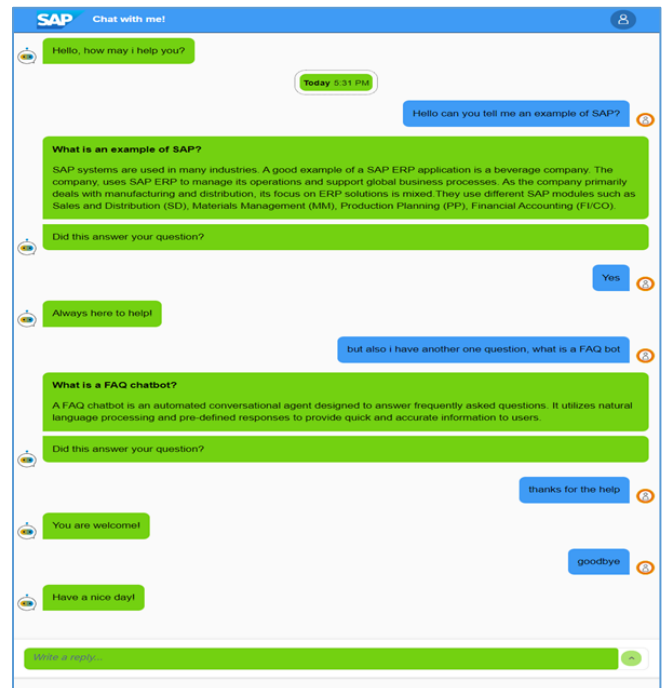 SAP Chat with me!
Hello, how may i help you?
Today 5:31 PM
Hello can you tell me an example of SAP?
What is an example of SAP?
SAP systems are used in many industries. A good example of a SAP ERP application is a beverage company. The
company, uses SAP ERP to manage its operations and support global business processes. As the company primarily
deals with manufacturing and distribution, its focus on ERP solutions is mixed.They use different SAP modules such as
Sales and Distribution (SD), Materials Management (MM), Production Planning (PP), Financial Accounting (FI/CO).
Did this answer your question?
Yes
Always here to help!
but also i have another one question, what is a FAQ bot
What is a FAQ chatbot?
A FAQ chatbot is an automated conversational agent designed to answer frequently asked questions. It utilizes natural
language processing and pre-defined responses to provide quick and accurate information to users.
Did this answer your question?
thanks for the help
You are welcome!
goodbye
Have a nice day!
Write a reply...